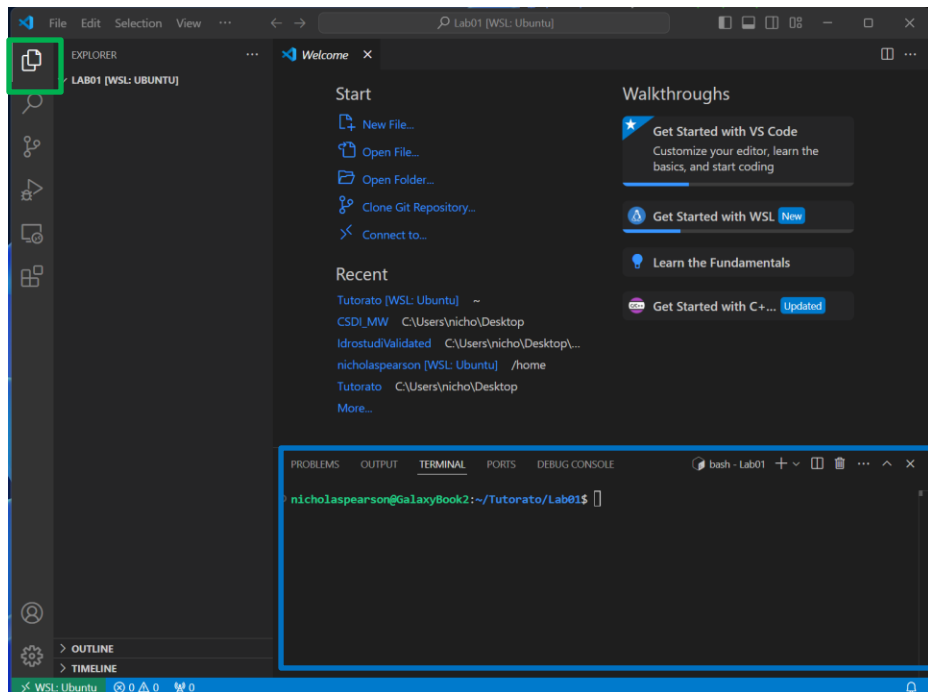 File Edit Selection View ...
Lab01 [WSL: Ubuntu]
EXPLORER
LAB01 [WSL: UBUNTU]
Welcome
Start
New File...
Open File...
Open Folder...
Clone Git Repository...
Connect to...
Recent
Tutorato [WSL: Ubuntu] ~
CSDI_MW C:\Users\nicho\Desktop
IdrostudiValidated C:\Users\nicho\Desktop\...
nicholaspearson [WSL: Ubuntu] /home
Tutorato C:\Users\nicho\Desktop
More...
Walkthroughs
Get Started with VS Code
Customize your editor, learn the
basics, and start coding
Get Started with WSL New
Learn the Fundamentals
Get Started with C+... Updated
PROBLEMS OUTPUT TERMINAL PORTS DEBUG CONSOLE
bash - Lab01
nicholaspearson@GalaxyBook2:~/Tutorato/Lab01$
OUTLINE
TIMELINE
WSL: Ubuntu 0 0 0